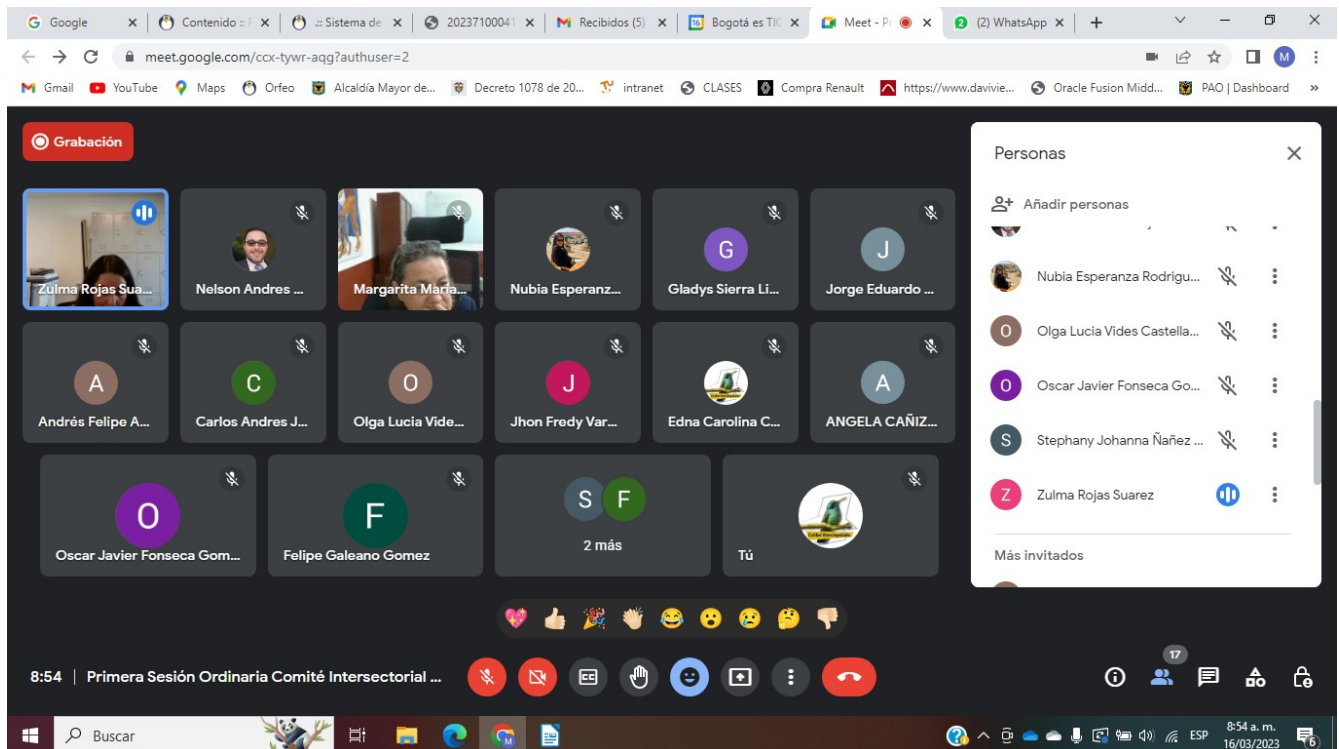 Google
Contenido :: F
.:: Sistema de
20237100041
Recibidos (5)
16
Bogotá es TIC
Meet - Pr
2
(2) WhatsApp
meet.google.com/ccx-tywr-aqg?authuser=2
M
Gmail
YouTube
Maps
Orfeo
Alcaldía Mayor de...
Decreto 1078 de 20...
intranet
CLASES
Compra Renault
https://www.davivie...
Oracle Fusion Midd...
PAO | Dashboard
»
Grabación
Zulma Rojas Sua...
Nelson Andres ...
Margarita Maria...
Nubia Esperanz...
G
Gladys Sierra Li...
J
Jorge Eduardo ...
A
Andrés Felipe A...
C
Carlos Andres J...
O
Olga Lucia Vide...
J
Jhon Fredy Var...
Edna Carolina C...
A
ANGELA CAÑIZ...
O
Oscar Javier Fonseca Gom...
F
Felipe Galeano Gomez
S F
2 más
Tú
Personas
Añadir personas
Nubia Esperanza Rodrigu...
O
Olga Lucia Vides Castella...
O
Oscar Javier Fonseca Go...
S
Stephany Johanna Ñañez ...
Z
Zulma Rojas Suarez
Más invitados
8:54 | Primera Sesión Ordinaria Comité Intersectorial ...
CC
17
Buscar
ESP
8:54 a. m.
16/03/2023
6